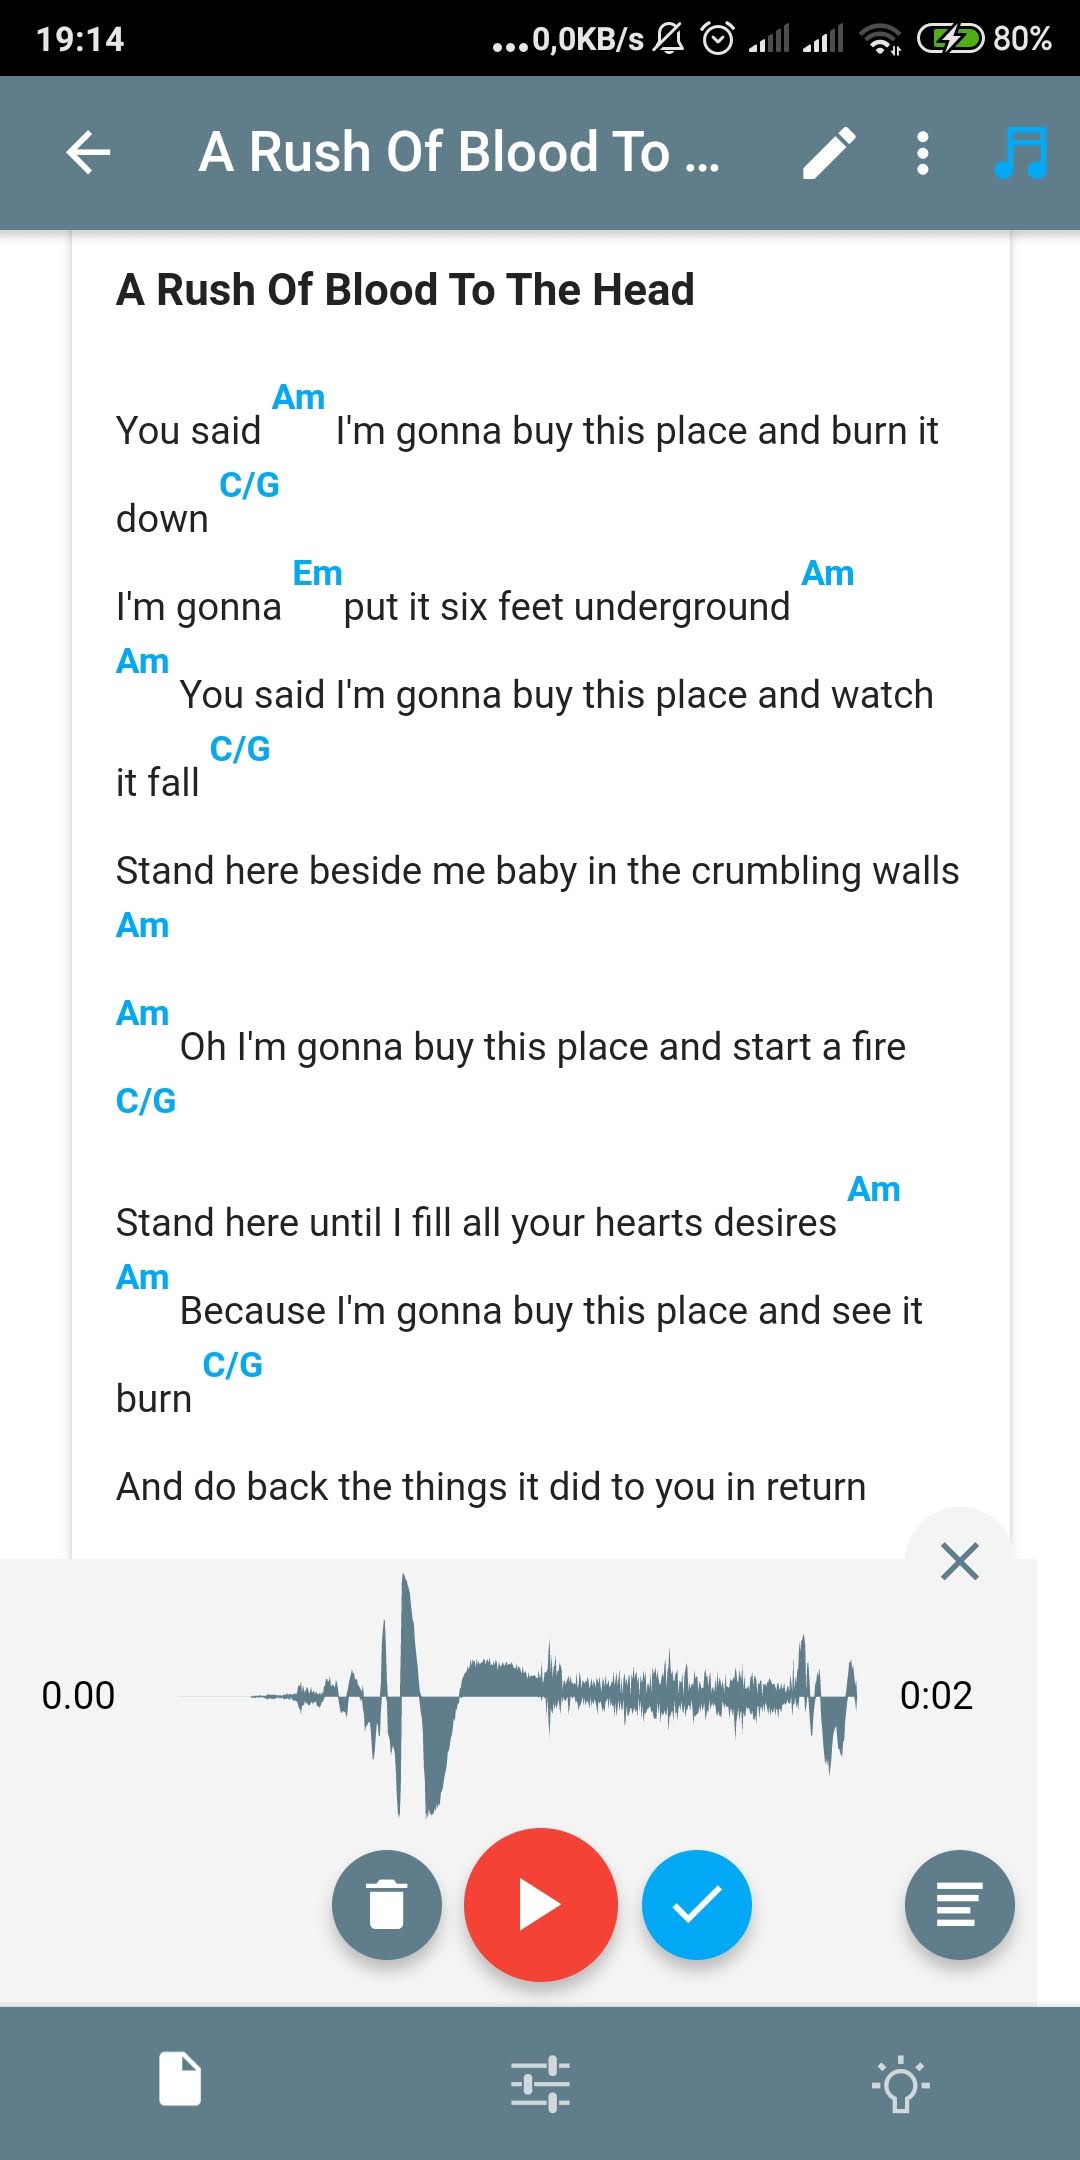 19:14 ...0,0KB/s 80%
A Rush Of Blood To ...
A Rush Of Blood To The Head
Am
You said I'm gonna buy this place and burn it
C/G
down
Em Am
I'm gonna put it six feet underground
Am
You said I'm gonna buy this place and watch
C/G
it fall
Stand here beside me baby in the crumbling walls
Am
Am
Oh I'm gonna buy this place and start a fire
C/G
Am
Stand here until I fill all your hearts desires
Am
Because I'm gonna buy this place and see it
C/G
burn
And do back the things it did to you in return
0.00 0:02